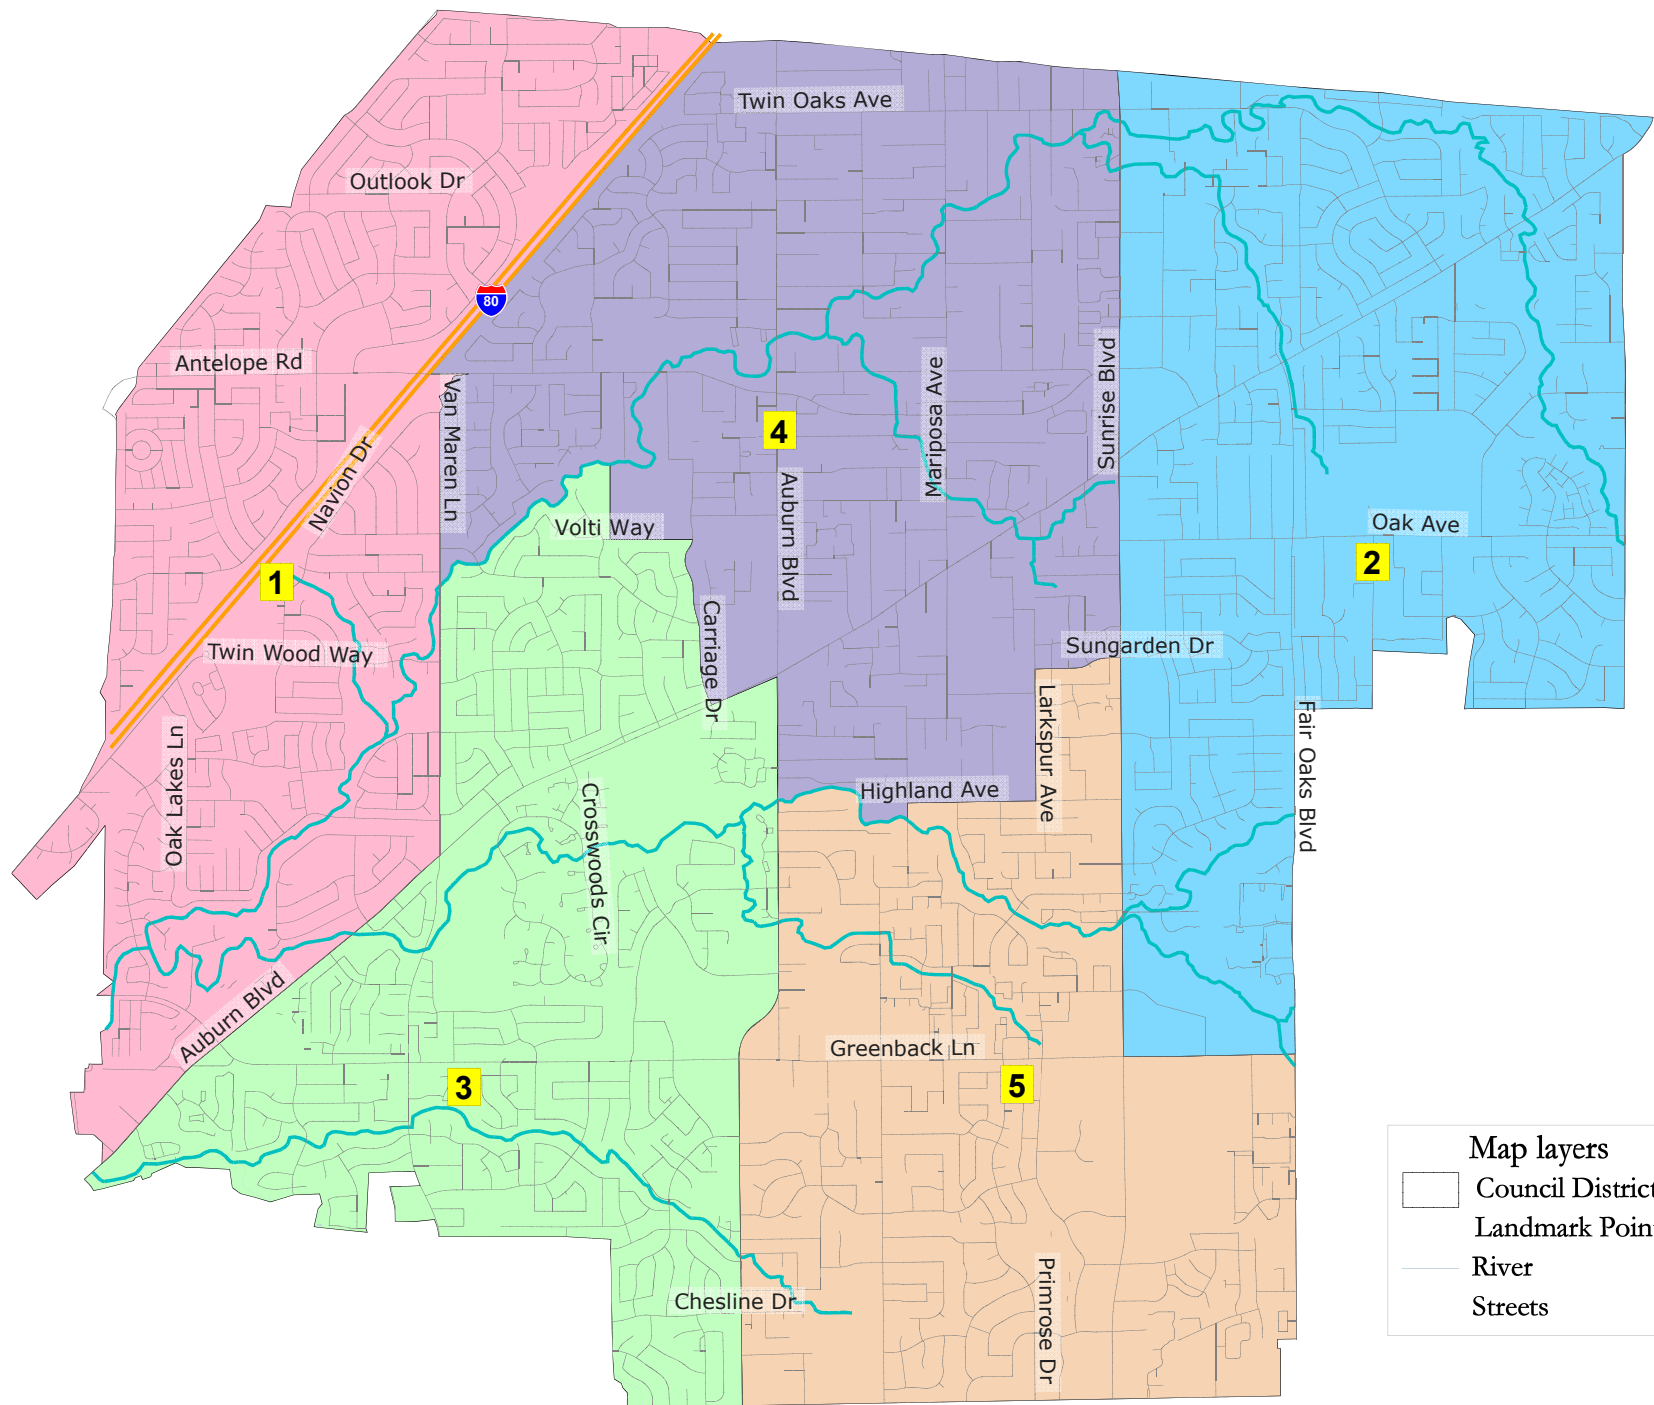 Twin Oaks Ave
Outlook Dr
80
Antelope Rd
Van Maren Ln
Mariposa Ave
Sunrise Blvd
4
Navion Dr
Auburn Blvd
Volti Way
Oak Ave
2
1
Carriage Dr
Twin Wood Way
Sungarden Dr
Larkspur Ave
Fair Oaks Blvd
Oak Lakes Ln
Crosswoods Cir
Highland Ave
Auburn Blvd
Greenback Ln
3
5
Map layers
Council District
Landmark Poin
River
Streets
Chesline Dr
Primrose Dr